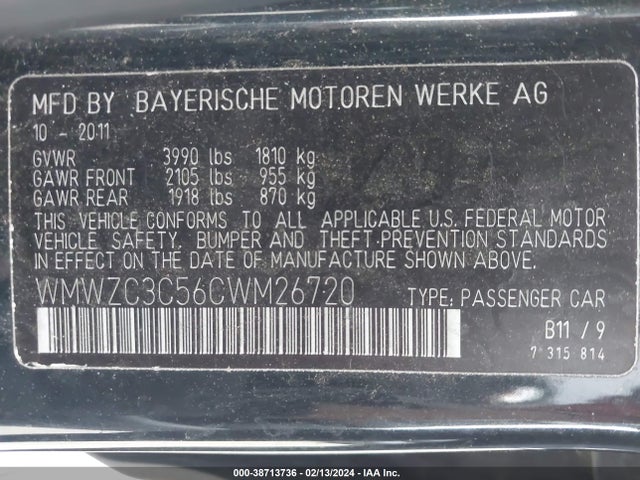 MFD BY BAYERISCHE MOTOREN WERKE AG
10 - 2011
GVWR 3990 lbs 1810 kg
GAWR FRONT 2105 lbs 955 kg
GAWR REAR 1918 lbs 870 kg
THIS VEHICLE CONFORMS TO ALL APPLICABLE U.S. FEDERAL MOTOR
VEHICLE SAFETY, BUMPER AND THEFT-PREVENTION STANDARDS
IN EFFECT ON THE DATE OF MANUFACTURE SHOWN ABOVE.
WMWZC3C56CWM26720 TYPE: PASSENGER CAR
B11 / 9
7 315 814
000-38713736 - 02/13/2024 - IAA Inc.